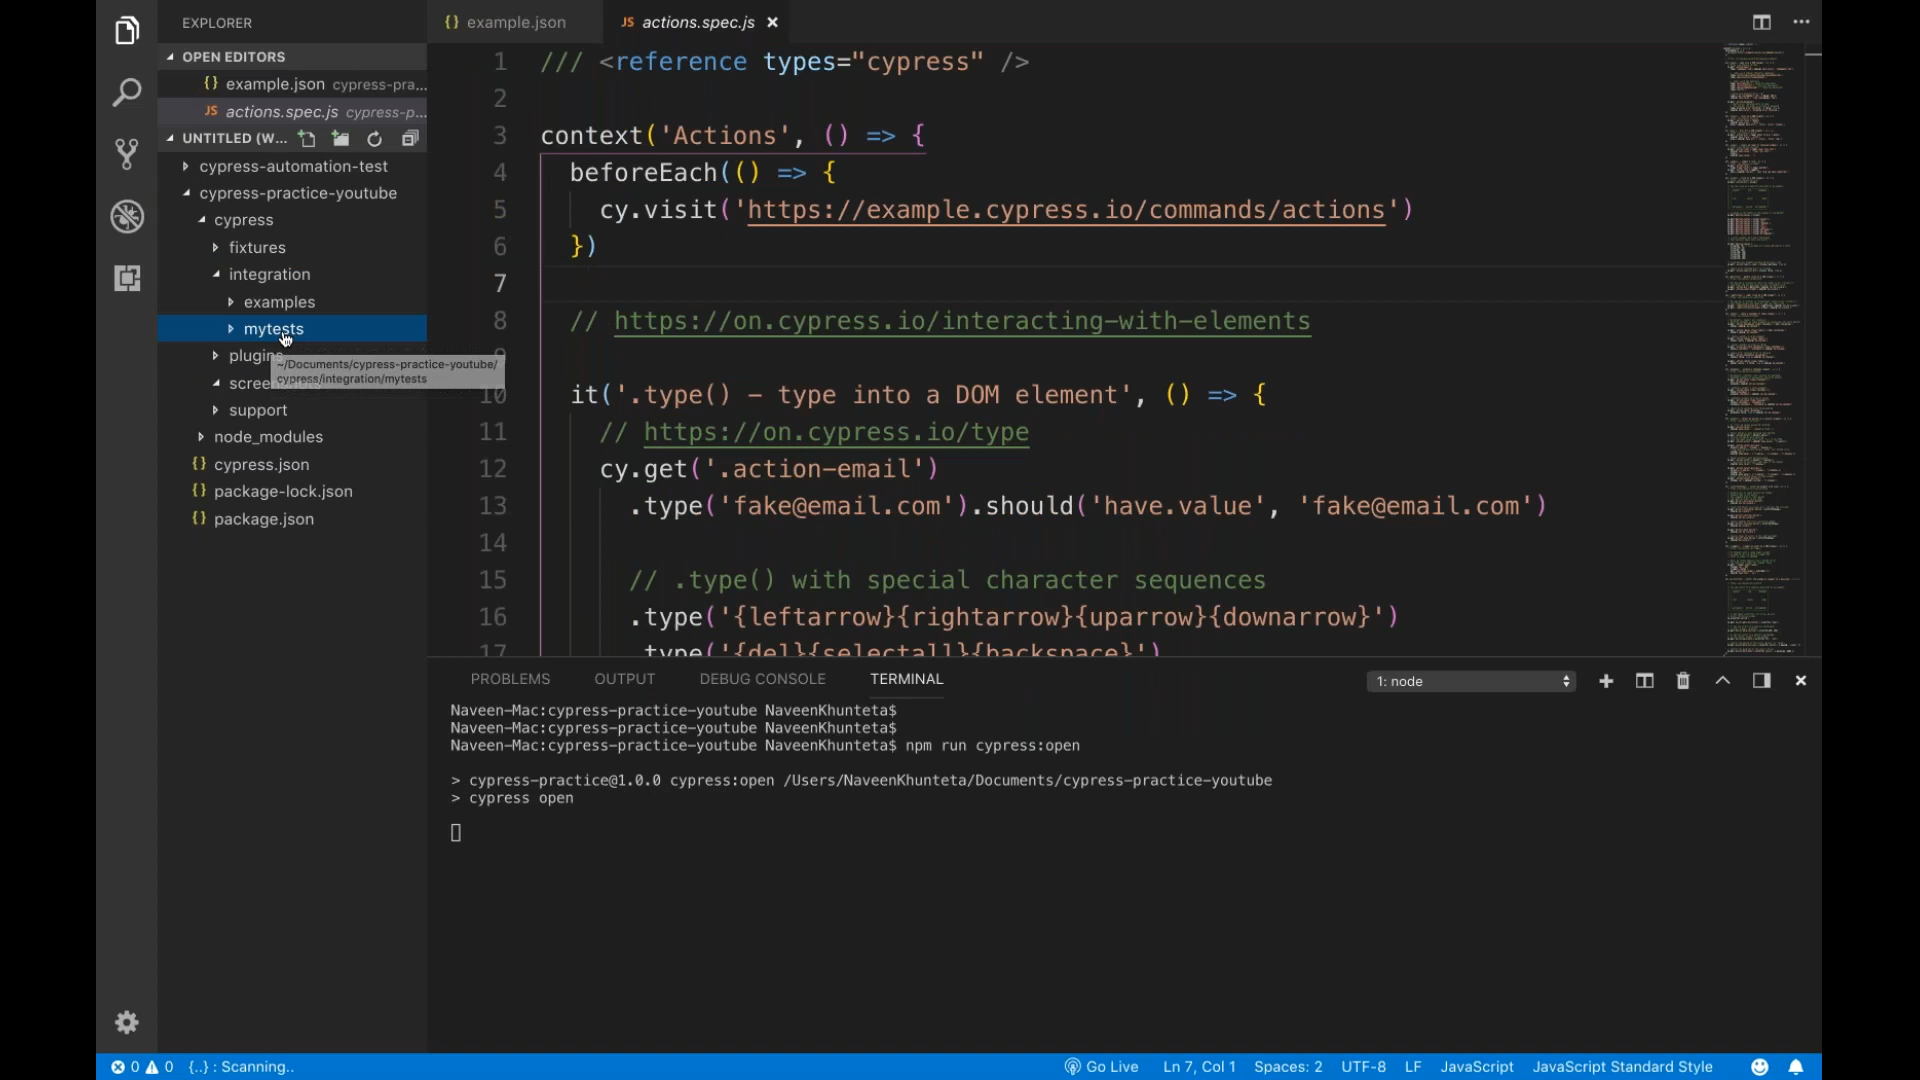 EXPLORER
OPEN EDITORS
{} example.json cypress-pra...
JS actions.spec.js cypress-p...
UNTITLED (W...
cypress-automation-test
cypress-practice-youtube
cypress
fixtures
integration
examples
mytests
plugins
~/Documents/cypress-practice-youtube/
cypress/integration/mytests
support
node_modules
{} cypress.json
{} package-lock.json
{} package.json
{} example.json
JS actions.spec.js
1 /// <reference types="cypress" />
2
3 context('Actions', () => {
4 beforeEach(() => {
5 cy.visit('https://example.cypress.io/commands/actions')
6 })
7
8 // https://on.cypress.io/interacting-with-elements
9
10 it('.type() - type into a DOM element', () => {
11 // https://on.cypress.io/type
12 cy.get('.action-email')
13 .type('fake@email.com').should('have.value', 'fake@email.com')
14
15 // .type() with special character sequences
16 .type('{leftarrow}{rightarrow}{uparrow}{downarrow}')
17 .type('{del}{selectall}{backspace}')
PROBLEMS OUTPUT DEBUG CONSOLE TERMINAL 1: node
Naveen-Mac:cypress-practice-youtube NaveenKhunteta$
Naveen-Mac:cypress-practice-youtube NaveenKhunteta$
Naveen-Mac:cypress-practice-youtube NaveenKhunteta$ npm run cypress:open
> cypress-practice@1.0.0 cypress:open /Users/NaveenKhunteta/Documents/cypress-practice-youtube
> cypress open
0 0 {..} : Scanning.. Go Live Ln 7, Col 1 Spaces: 2 UTF-8 LF JavaScript JavaScript Standard Style